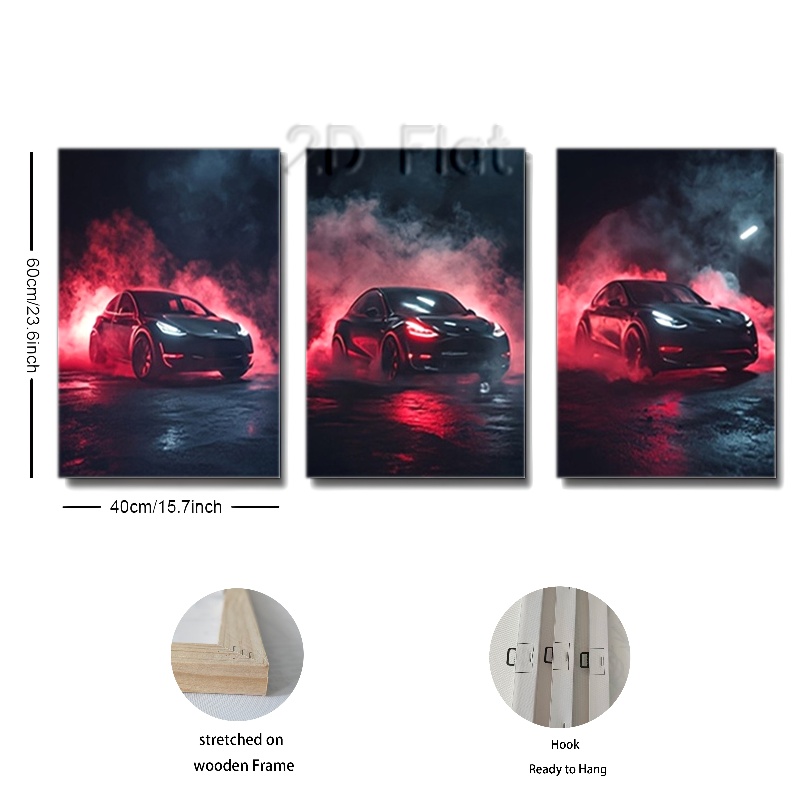 2D Flat
60cm/23.6inch
40cm/15.7inch
stretched on
wooden Frame
Hook
Ready to Hang